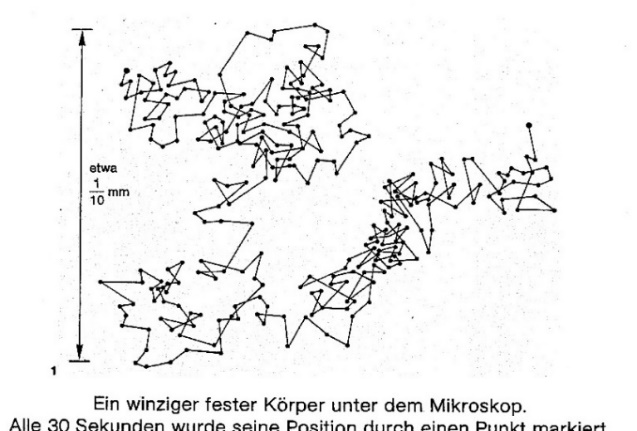 etwa
1
10 mm
1
Ein winziger fester Körper unter dem Mikroskop.
Alle 30 Sekunden wurde seine Position durch einen Punkt markiert.